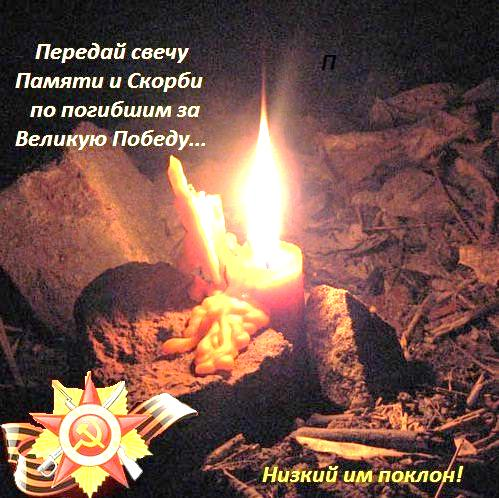 Передай свечу
Памяти и Скорби
по погибшим за
Великую Победу...
П
Низкий им поклон!